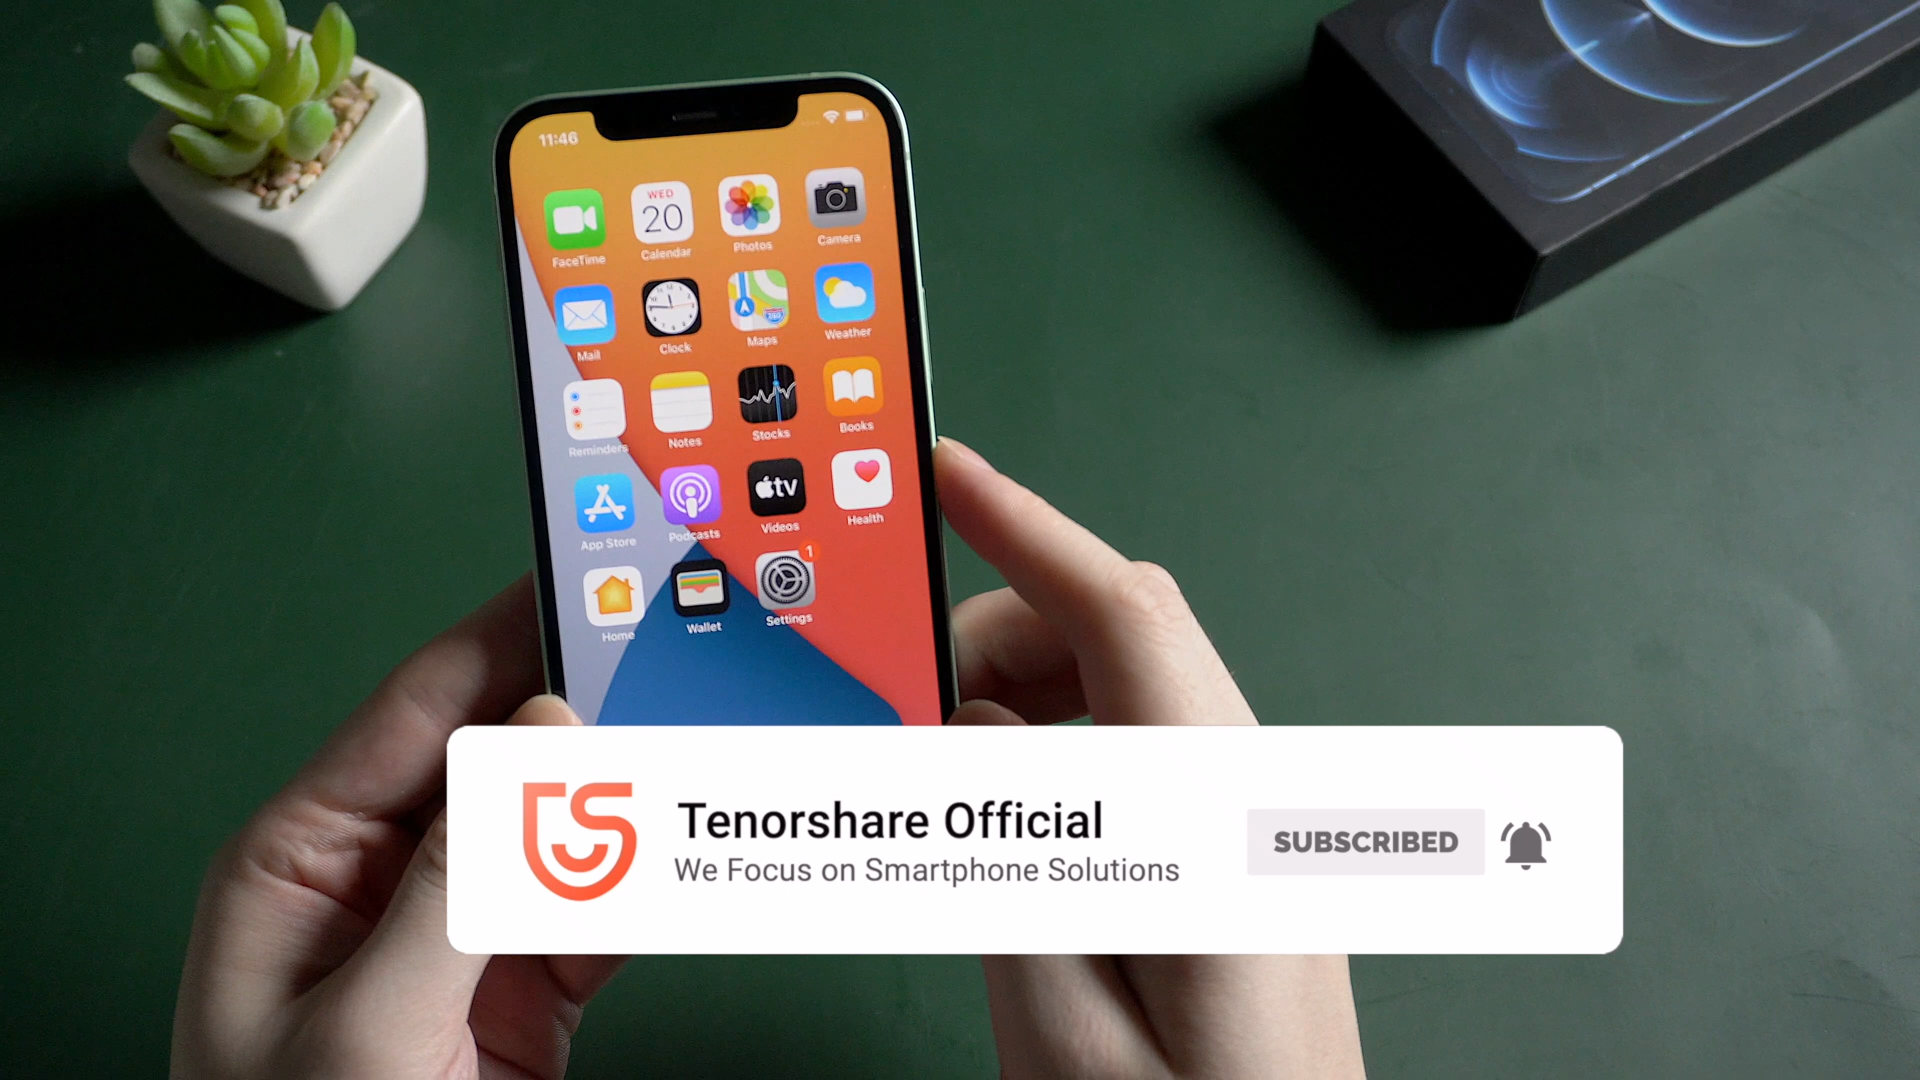 11:46
WED
20
FaceTime
Calendar
Photos
Camera
Mail
Clock
Maps
Weather
280
Reminders
Notes
Stocks
Books
App Store
Podcasts
tv
Videos
Health
1
Home
Wallet
Settings
Tenorshare Official
We Focus on Smartphone Solutions
SUBSCRIBED